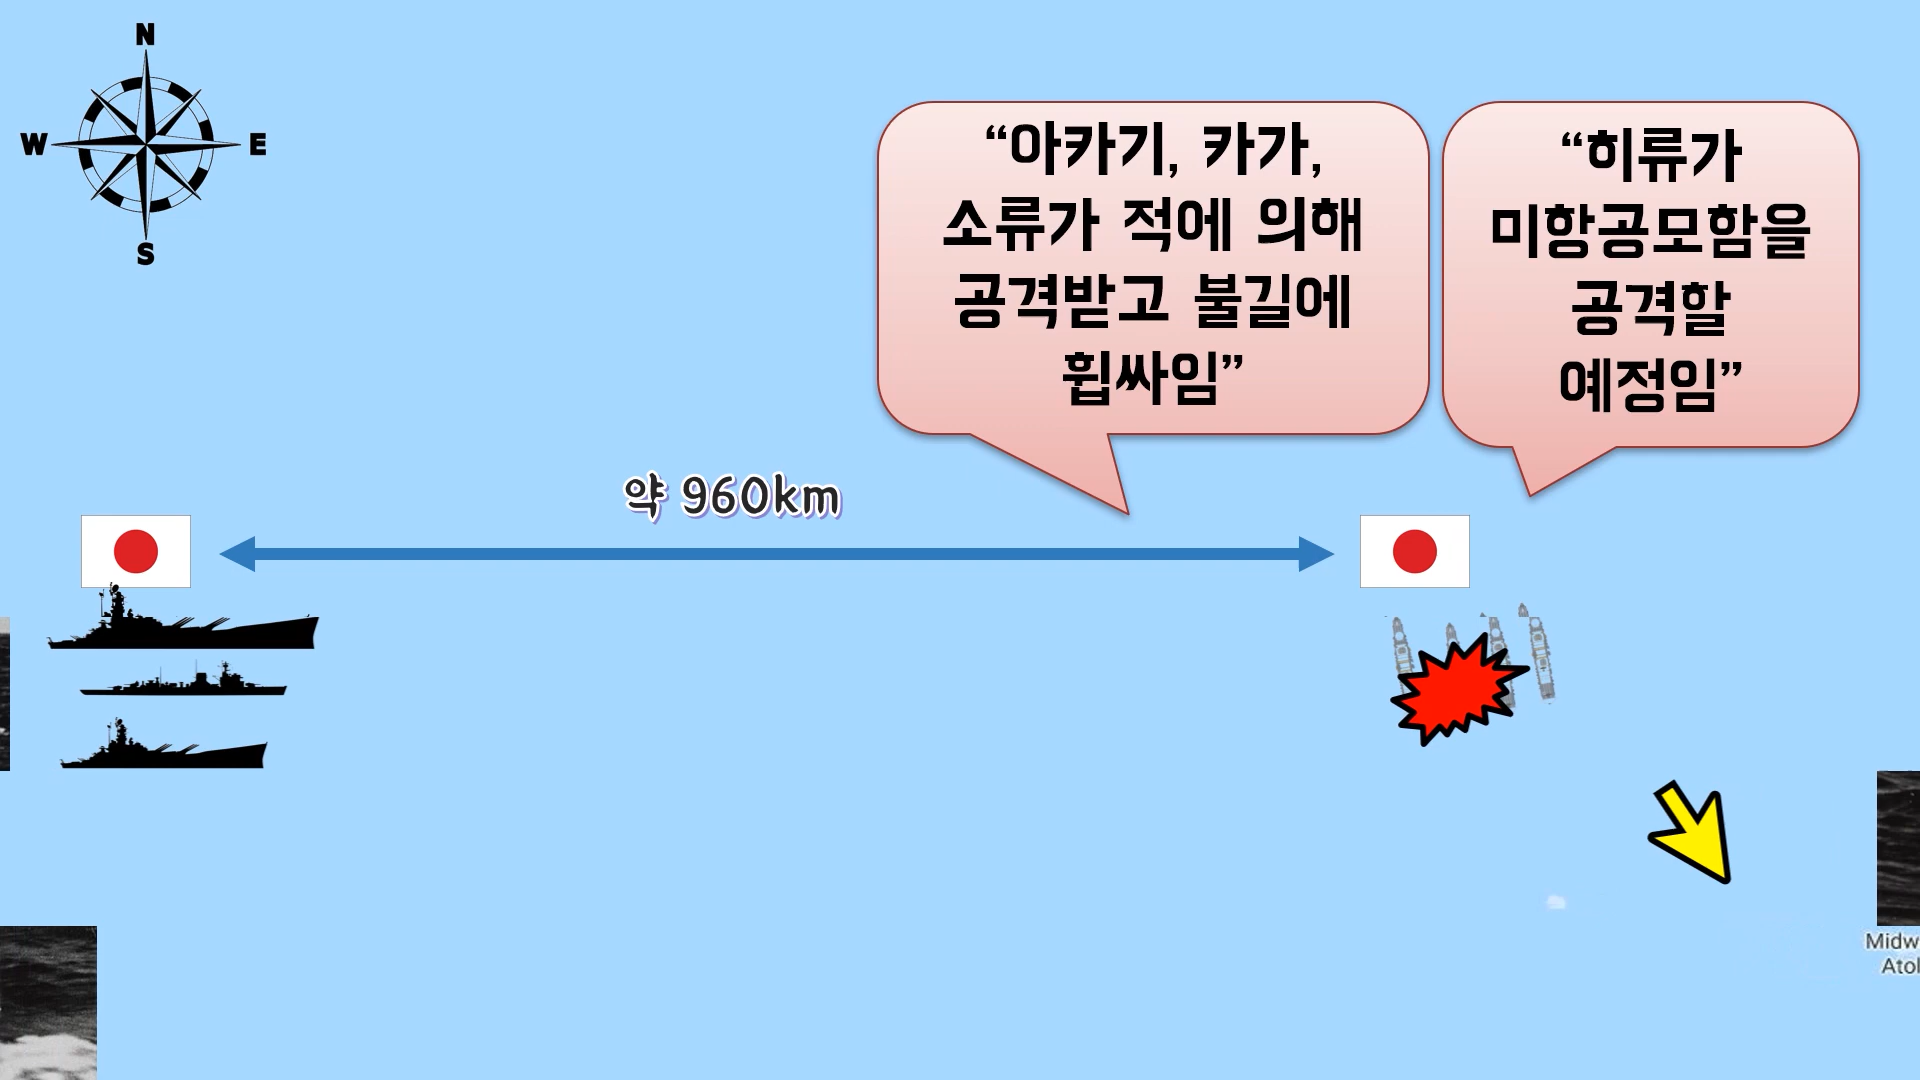 N
W
E
S
“아카기, 카가,
소류가 적에 의해
공격받고 불길에
휩싸임”
“히류가
미항공모함을
공격할
예정임”
약 960km
Midw
Atol